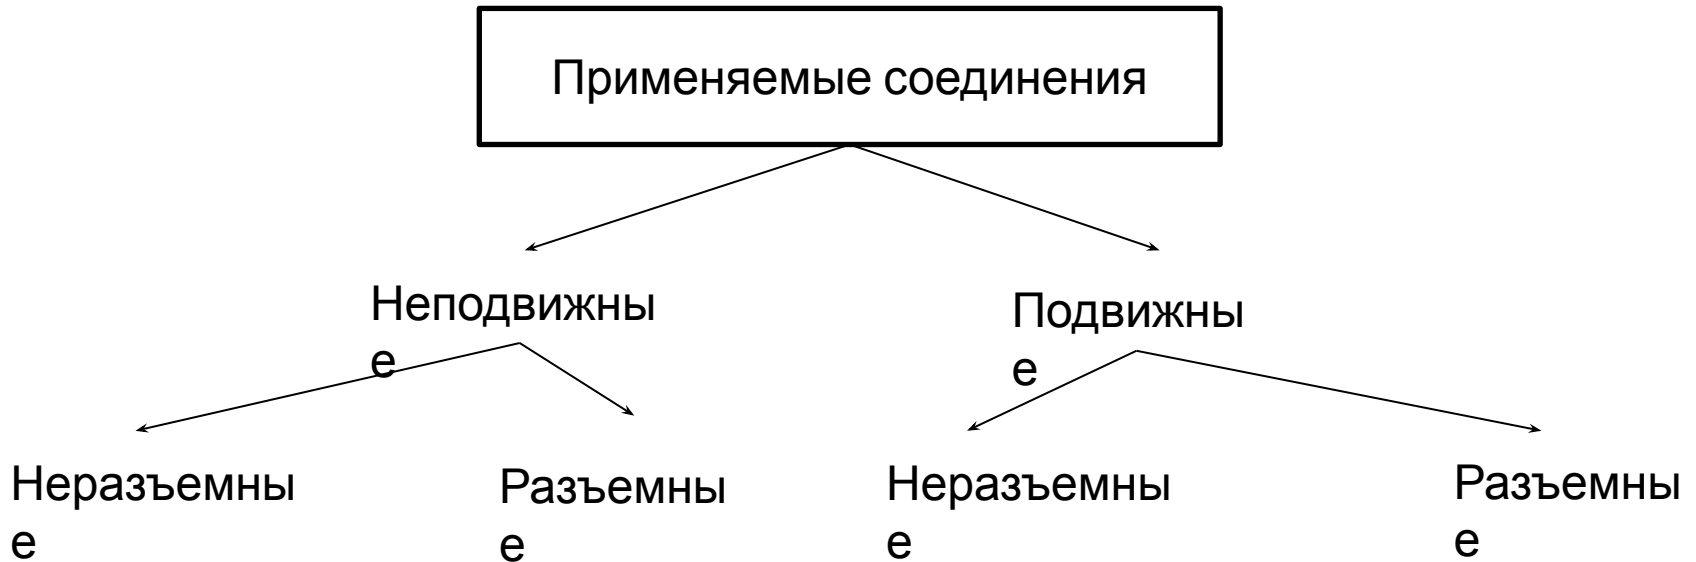 Применяемые соединения
Неподвижны
е
Подвижны
е
Неразъемны
е
Разъемны
е
Неразъемны
е
Разъемны
е